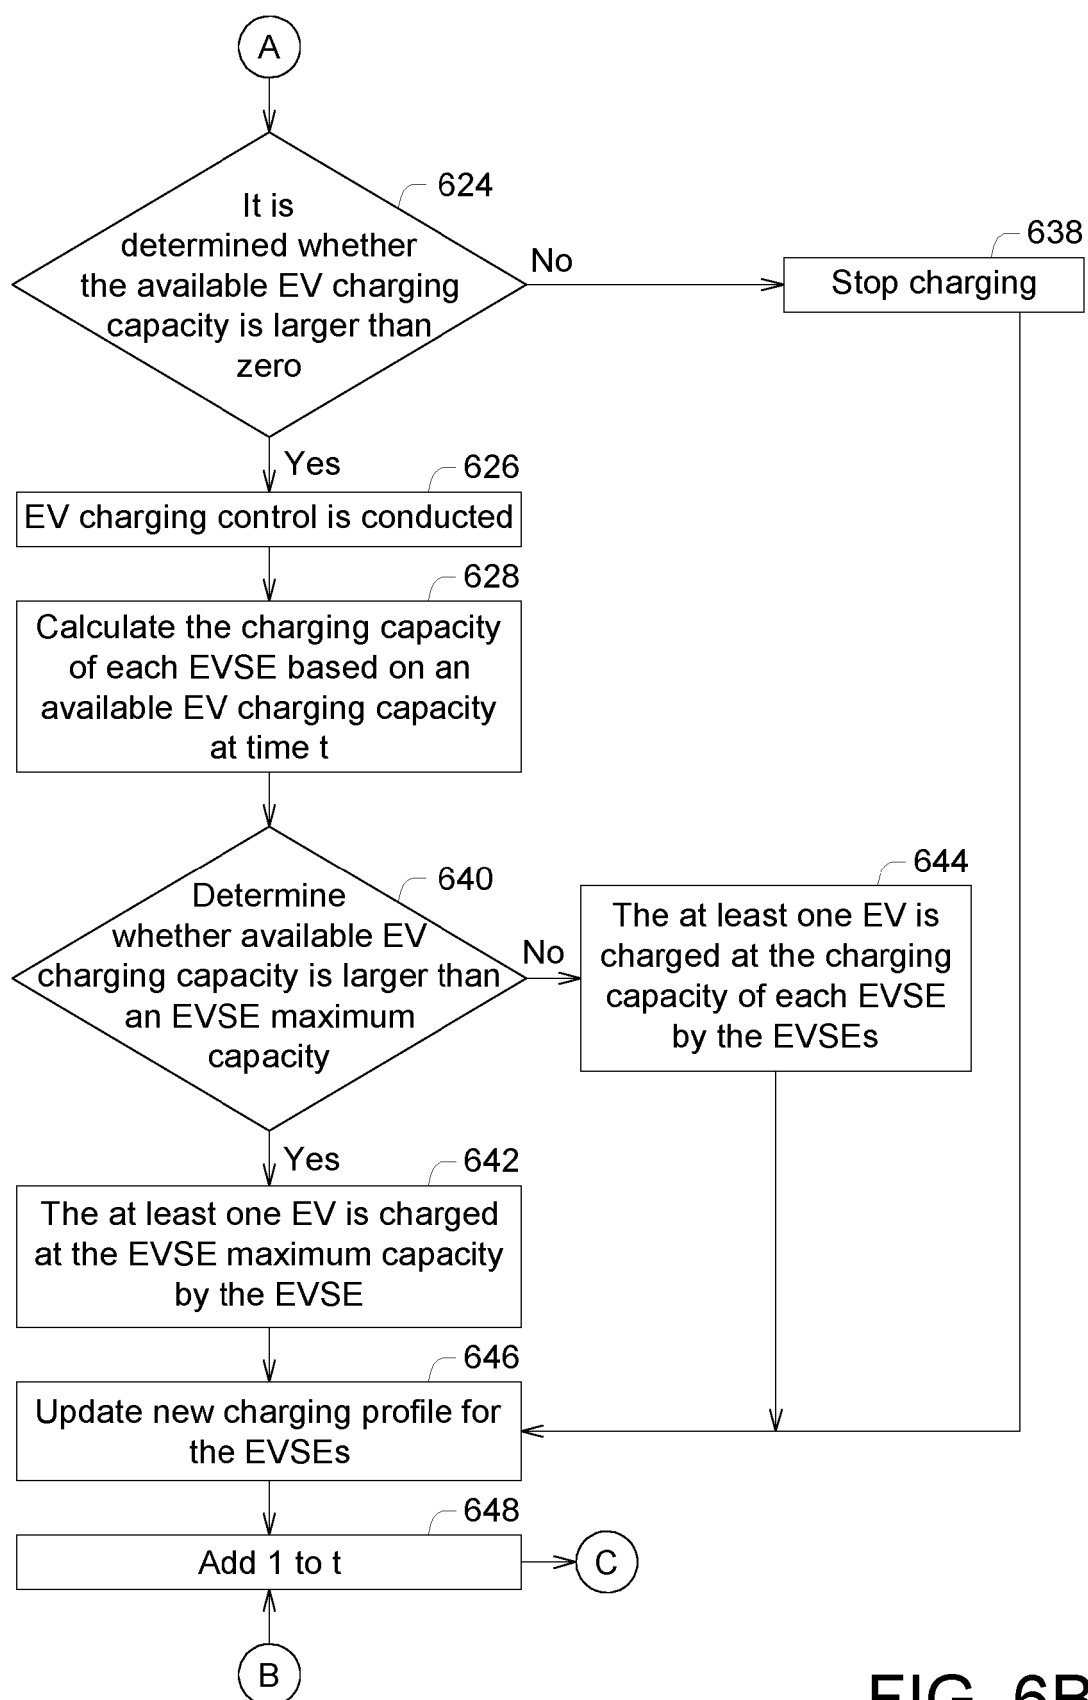 A
624
It is
determined whether
the available EV charging
capacity is larger than
zero
No
638
Stop charging
Yes
626
EV charging control is conducted
628
Calculate the charging capacity
of each EVSE based on an
available EV charging capacity
at time t
640
Determine
whether available EV
charging capacity is larger than
an EVSE maximum
capacity
No
644
The at least one EV is
charged at the charging
capacity of each EVSE
by the EVSEs
Yes
642
The at least one EV is charged
at the EVSE maximum capacity
by the EVSE
646
Update new charging profile for
the EVSEs
648
Add 1 to t
C
B
FIG. 6B